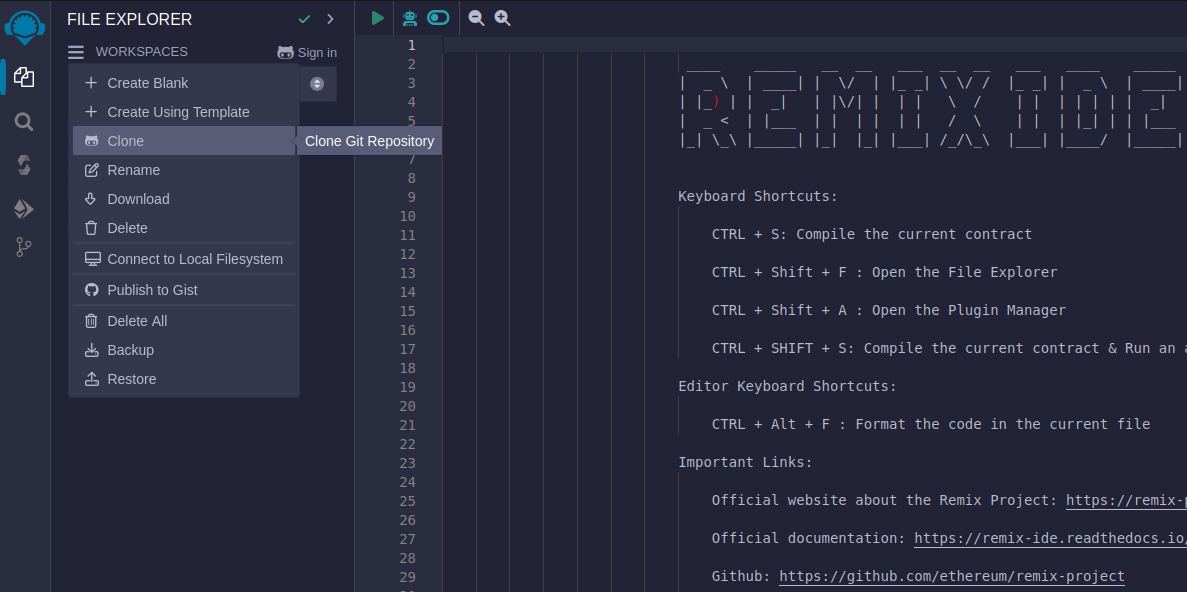 FILE EXPLORER
WORKSPACES
Sign in
Create Blank
Create Using Template
Clone
Clone Git Repository
Rename
Download
Delete
Connect to Local Filesystem
Publish to Gist
Delete All
Backup
Restore
1
2
3
4
5
7
8
9
10
11
12
13
14
15
16
17
18
19
20
21
22
23
24
25
26
27
28
29
REMIX IDE
Keyboard Shortcuts:
CTRL + S: Compile the current contract
CTRL + Shift + F : Open the File Explorer
CTRL + Shift + A : Open the Plugin Manager
CTRL + SHIFT + S: Compile the current contract & Run an
Editor Keyboard Shortcuts:
CTRL + Alt + F : Format the code in the current file
Important Links:
Official website about the Remix Project: https://remix-
Official documentation: https://remix-ide.readthedocs.io/
Github: https://github.com/ethereum/remix-project